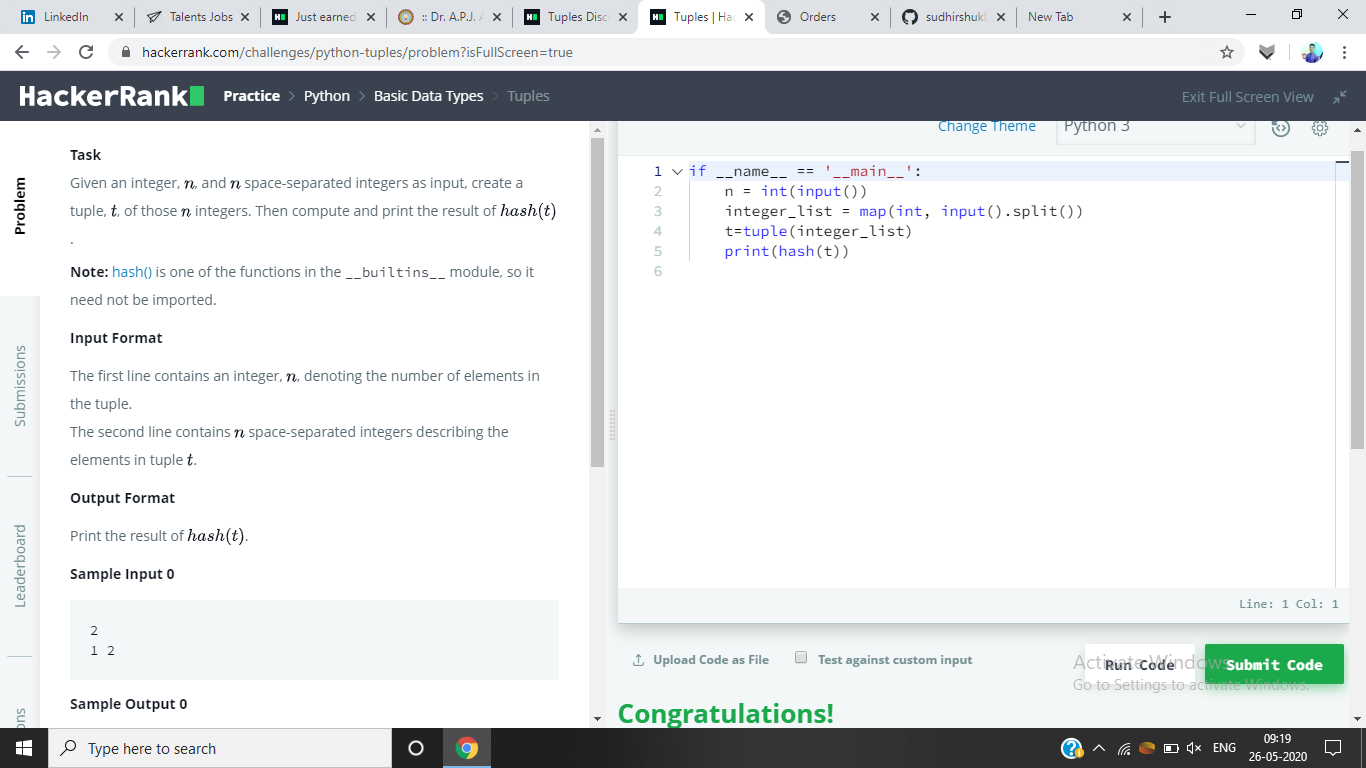 LinkedIn
Talents Jobs
Just earned
:: Dr. A.P.J. A
Tuples Disc
Tuples | Ha
Orders
sudhirshukl
New Tab
hackerrank.com/challenges/python-tuples/problem?isFullScreen=true
HackerRank
Practice > Python > Basic Data Types > Tuples
Exit Full Screen View
Problem
Submissions
Leaderboard
Task
Given an integer, n, and n space-separated integers as input, create a
tuple, t, of those n integers. Then compute and print the result of hash(t)
.
Note: hash() is one of the functions in the __builtins__ module, so it
need not be imported.
Input Format
The first line contains an integer, n, denoting the number of elements in
the tuple.
The second line contains n space-separated integers describing the
elements in tuple t.
Output Format
Print the result of hash(t).
Sample Input 0
2
1 2
Sample Output 0
Change Theme
Python 3
1 if __name__ == '__main__':
2 n = int(input())
3 integer_list = map(int, input().split())
4 t=tuple(integer_list)
5 print(hash(t))
6
Line: 1 Col: 1
Upload Code as File
Test against custom input
Run Code
Submit Code
Activate Windows
Go to Settings to activate Windows.
Congratulations!
Type here to search
ENG
09:19
26-05-2020